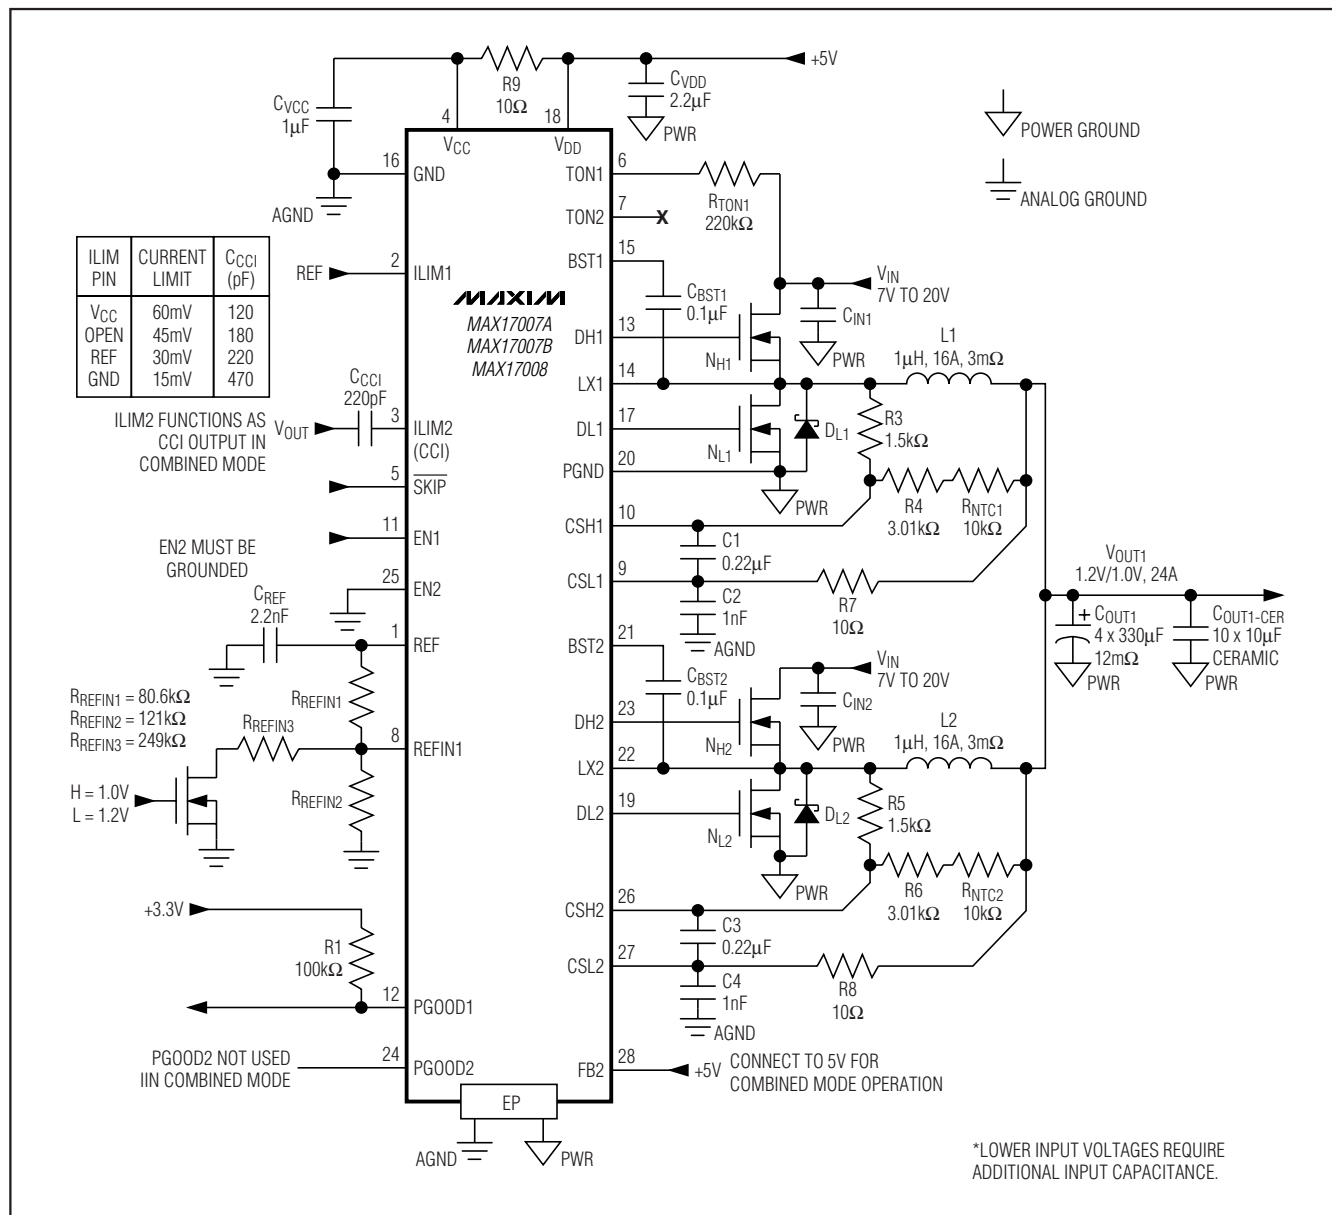 +5V
R9
10Ω
CVDD
2.2µF
PWR
CVCC
1µF
4
18
VCC
VDD
POWER GROUND
ANALOG GROUND
16
GND
AGND
TON1
6
RTON1
220kΩ
TON2
7
X
BST1
15
CBST1
0.1µF
VIN
7V TO 20V
CIN1
PWR
ILIM
PIN
CURRENT
LIMIT
CCCI
(pF)
VCC 60mV 120
OPEN 45mV 180
REF 30mV 220
GND 15mV 470
REF
2
ILIM1
MAXIM
MAX17007A
MAX17007B
MAX17008
DH1
13
NH1
L1
1µH, 16A, 3mΩ
LX1
14
CCCI
220pF
ILIM2 FUNCTIONS AS
CCI OUTPUT IN
COMBINED MODE
VOUT
3
ILIM2
(CCI)
DL1
17
NL1
DL1
R3
1.5kΩ
PGND
20
PWR
5
SKIP
R4
3.01kΩ
RNTC1
10kΩ
CSH1
10
11
EN1
C1
0.22µF
CSL1
9
R7
10Ω
C2
1nF
AGND
EN2 MUST BE
GROUNDED
25
EN2
VOUT1
1.2V/1.0V, 24A
+
COUT1
4 x 330µF
12mΩ
PWR
COUT1-CER
10 x 10µF
CERAMIC
PWR
CREF
2.2nF
1
REF
BST2
21
CBST2
0.1µF
VIN
7V TO 20V
CIN2
PWR
RREFIN1 = 80.6kΩ
RREFIN2 = 121kΩ
RREFIN3 = 249kΩ
RREFIN1
RREFIN3
8
REFIN1
RREFIN2
H = 1.0V
L = 1.2V
DH2
23
NH2
L2
1µH, 16A, 3mΩ
LX2
22
DL2
19
NL2
DL2
R5
1.5kΩ
PWR
R6
3.01kΩ
RNTC2
10kΩ
CSH2
26
C3
0.22µF
CSL2
27
R8
10Ω
C4
1nF
AGND
+3.3V
R1
100kΩ
12
PGOOD1
PGOOD2 NOT USED
IIN COMBINED MODE
24
PGOOD2
FB2
28
+5V
CONNECT TO 5V FOR
COMBINED MODE OPERATION
EP
AGND
PWR
*LOWER INPUT VOLTAGES REQUIRE
ADDITIONAL INPUT CAPACITANCE.